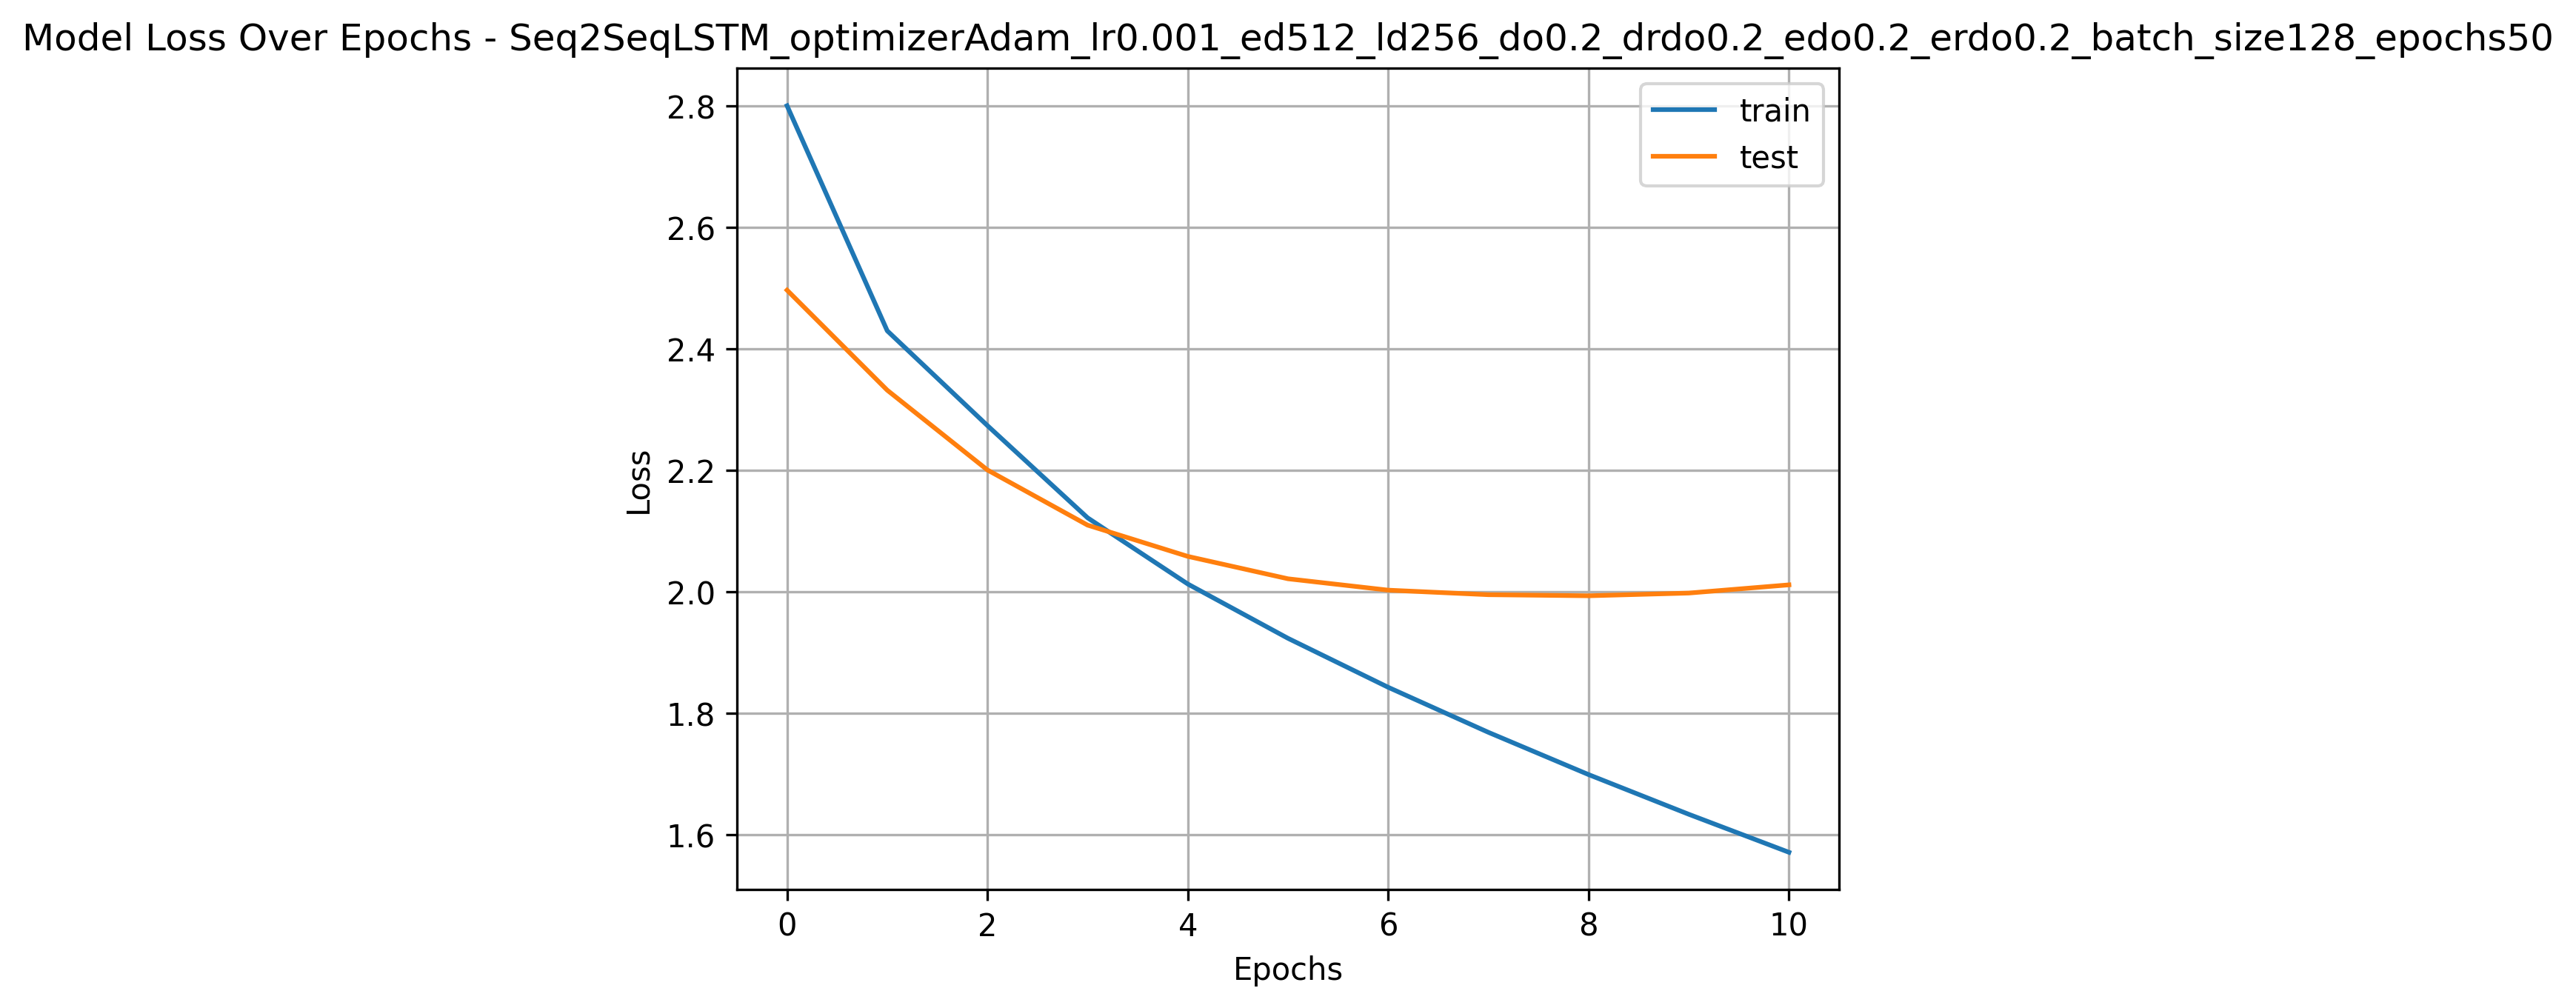 Model Loss Over Epochs - Seq2SeqLSTM_optimizerAdam_lr0.001_ed512_ld256_do0.2_drdo0.2_edo0.2_erdo0.2_batch_size128_epochs50
train
test
2.8
2.6
2.4
2.2
2.0
1.8
1.6
Loss
0 2 4 6 8 10
Epochs